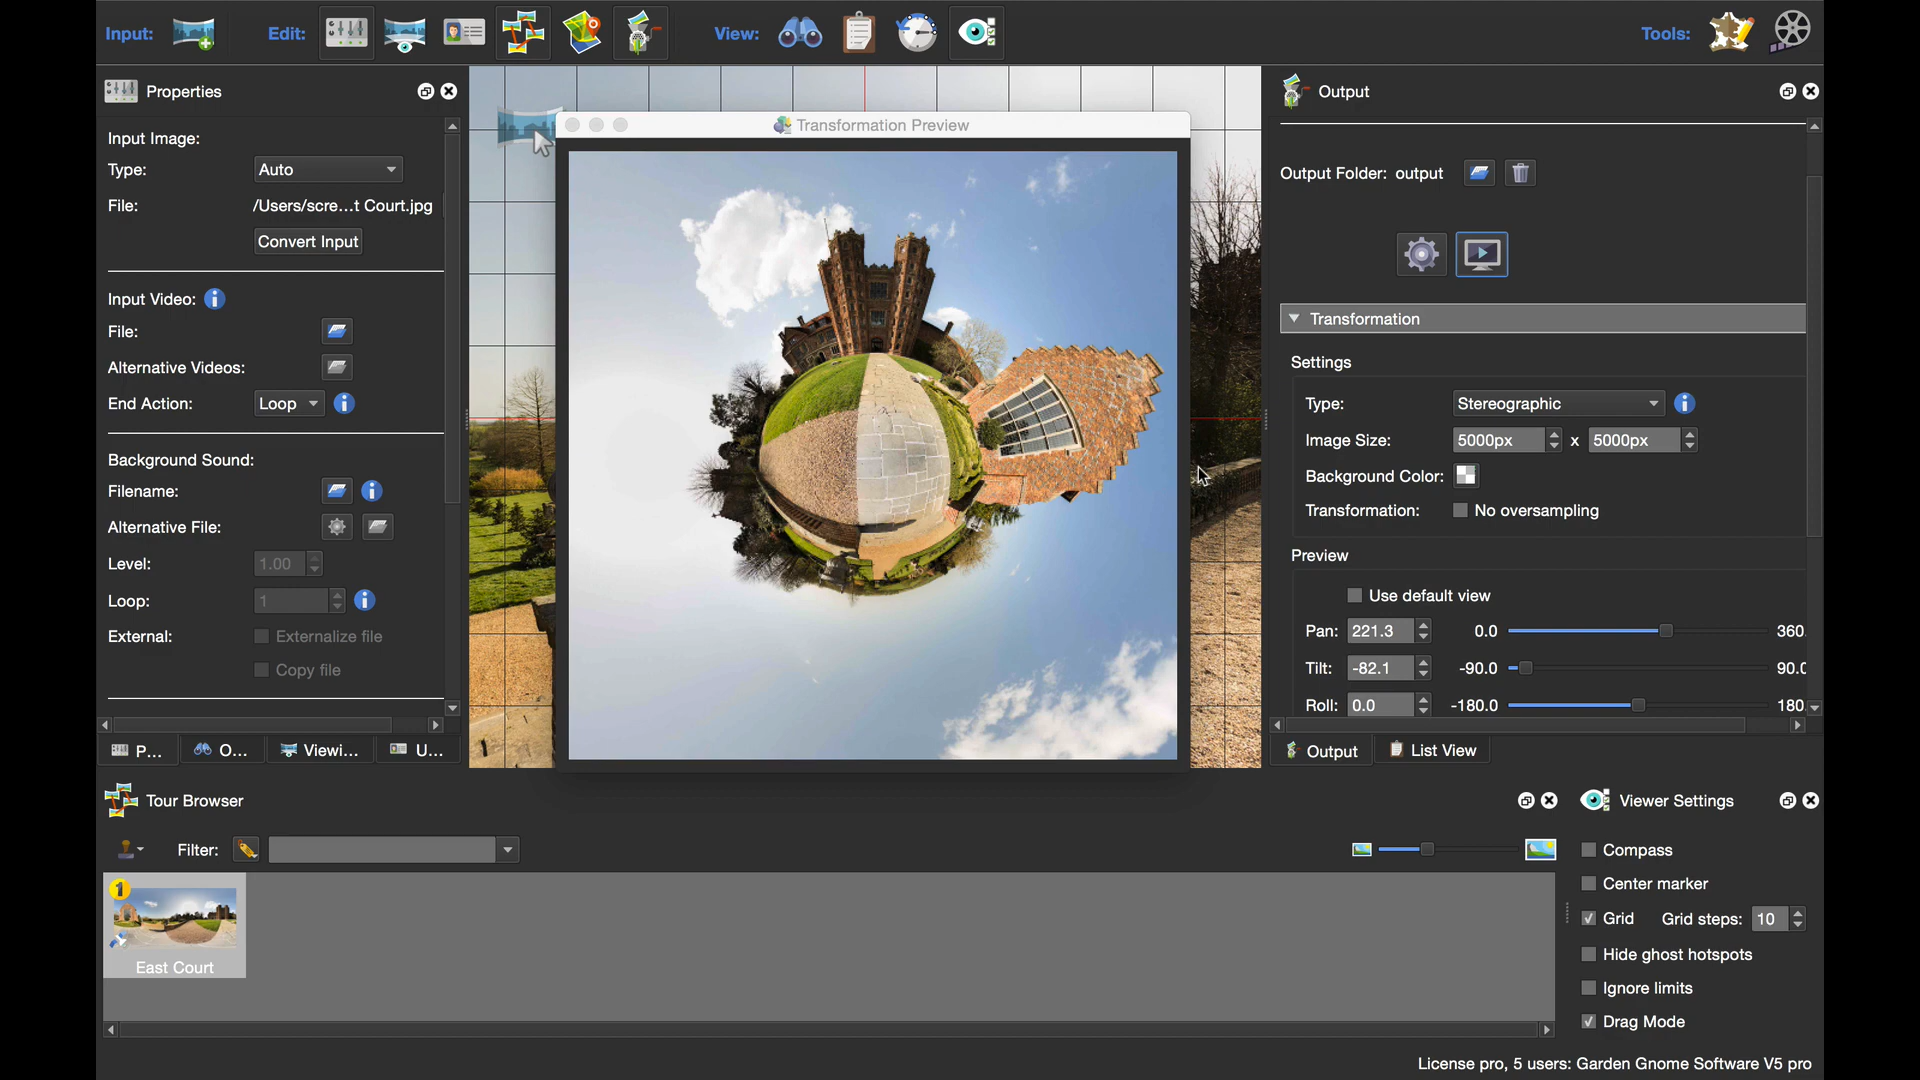 Input:
Edit:
View:
Tools:
Properties
Input Image:
Type: Auto
File: /Users/scre...t Court.jpg
Convert Input
Input Video:
File:
Alternative Videos:
End Action: Loop
Background Sound:
Filename:
Alternative File:
Level: 1.00
Loop: 1
External: Externalize file
Copy file
P... O... Viewi... U...
Transformation Preview
Output
Output Folder: output
Transformation
Settings
Type: Stereographic
Image Size: 5000px x 5000px
Background Color:
Transformation: No oversampling
Preview
Use default view
Pan: 221.3 0.0 360.
Tilt: -82.1 -90.0 90.0
Roll: 0.0 -180.0 180.
Output List View
Tour Browser
Filter:
1
East Court
Viewer Settings
Compass
Center marker
Grid Grid steps: 10
Hide ghost hotspots
Ignore limits
Drag Mode
License pro, 5 users: Garden Gnome Software V5 pro